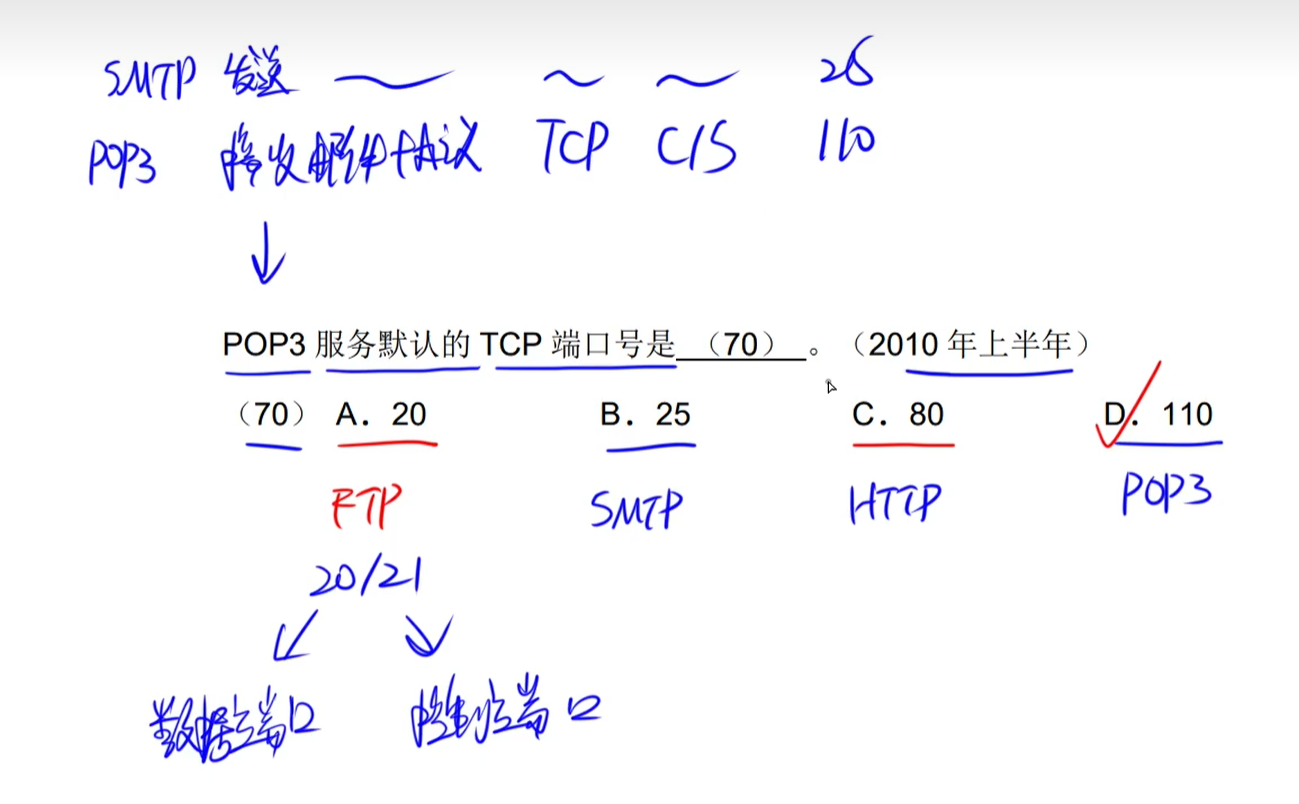 SMTP 发送 ～ ～ ～ 25
POP3 接收邮件协议 TCP C/S 110
↓
POP3 服务默认的 TCP 端口号是 （70） 。（2010 年上半年）
（70） A．20 B．25 C．80 D．110
FTP SMTP HTTP POP3
20/21
数据端口 控制端口